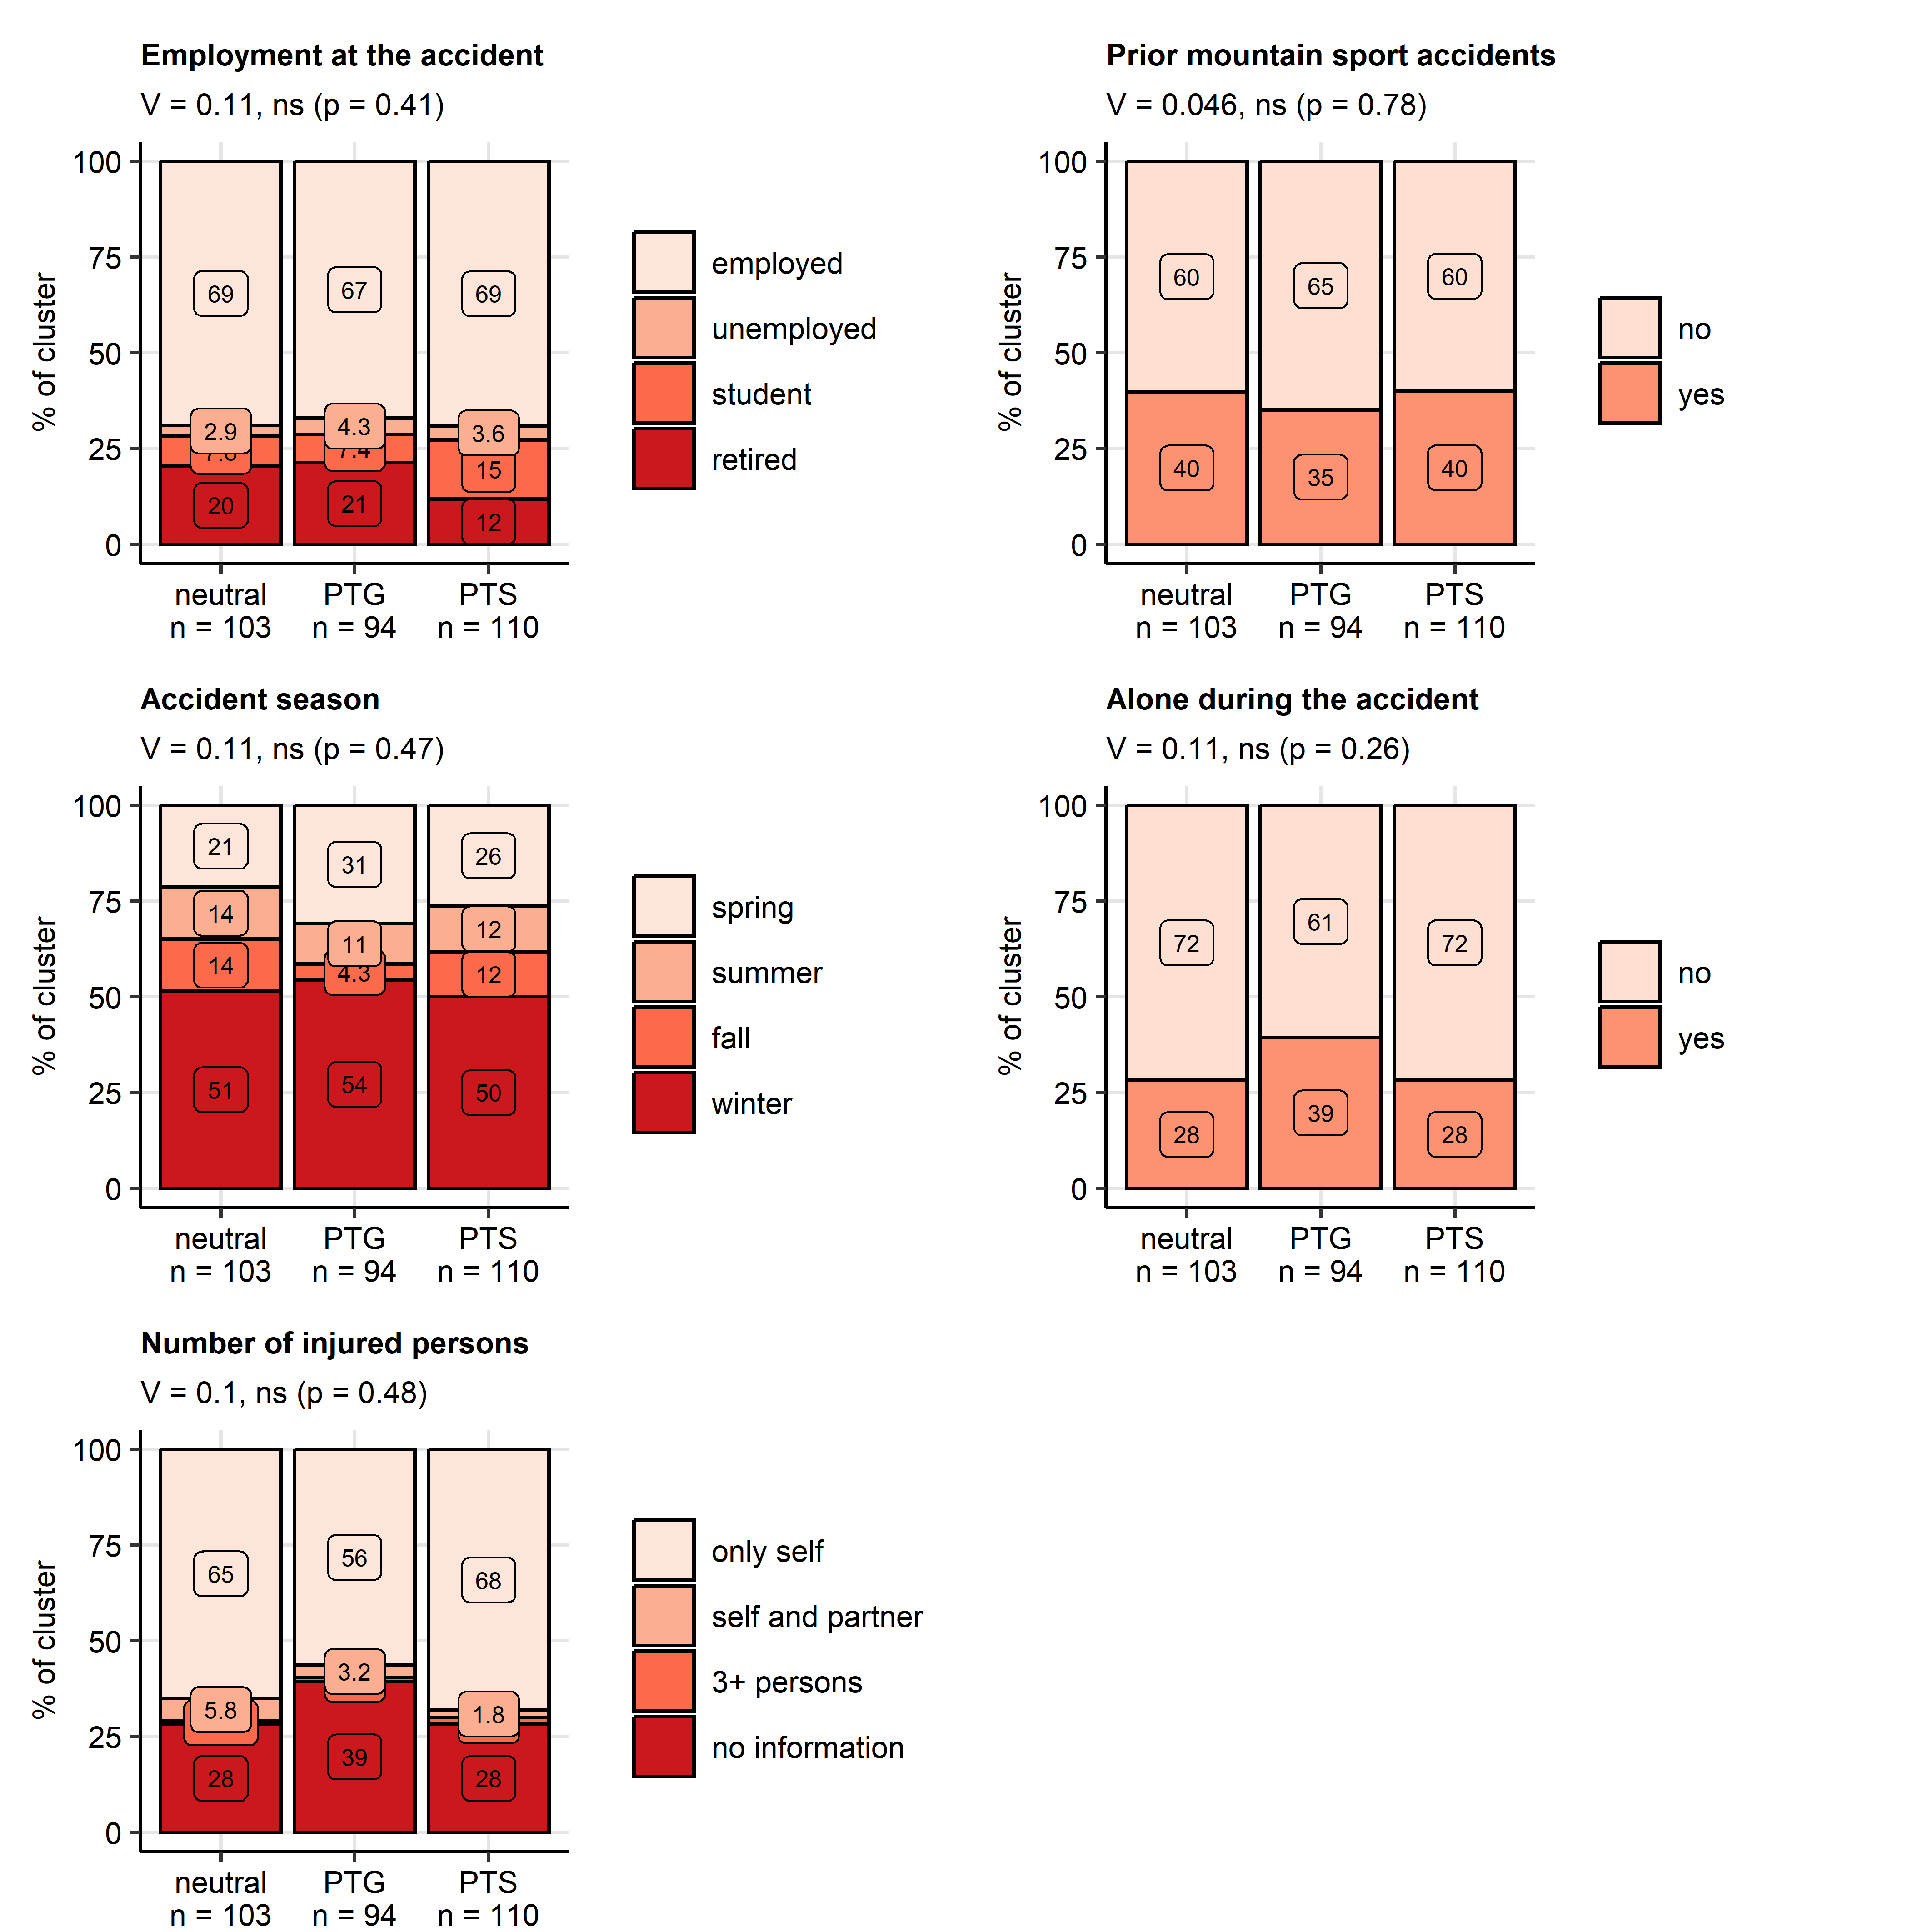 Employment at the accident
V = 0.11, ns (p = 0.41)
% of cluster
100
75
50
25
0
69
67
69
2.9
4.3
3.6
7.8
7.4
15
20
21
12
neutral
n = 103
PTG
n = 94
PTS
n = 110
employed
unemployed
student
retired
Prior mountain sport accidents
V = 0.046, ns (p = 0.78)
% of cluster
100
75
50
25
0
60
65
60
40
35
40
neutral
n = 103
PTG
n = 94
PTS
n = 110
no
yes
Accident season
V = 0.11, ns (p = 0.47)
% of cluster
100
75
50
25
0
21
31
26
14
11
12
14
4.3
12
51
54
50
neutral
n = 103
PTG
n = 94
PTS
n = 110
spring
summer
fall
winter
Alone during the accident
V = 0.11, ns (p = 0.26)
% of cluster
100
75
50
25
0
72
61
72
28
39
28
neutral
n = 103
PTG
n = 94
PTS
n = 110
no
yes
Number of injured persons
V = 0.1, ns (p = 0.48)
% of cluster
100
75
50
25
0
65
56
68
5.8
3.2
1.8
28
39
28
neutral
n = 103
PTG
n = 94
PTS
n = 110
only self
self and partner
3+ persons
no information